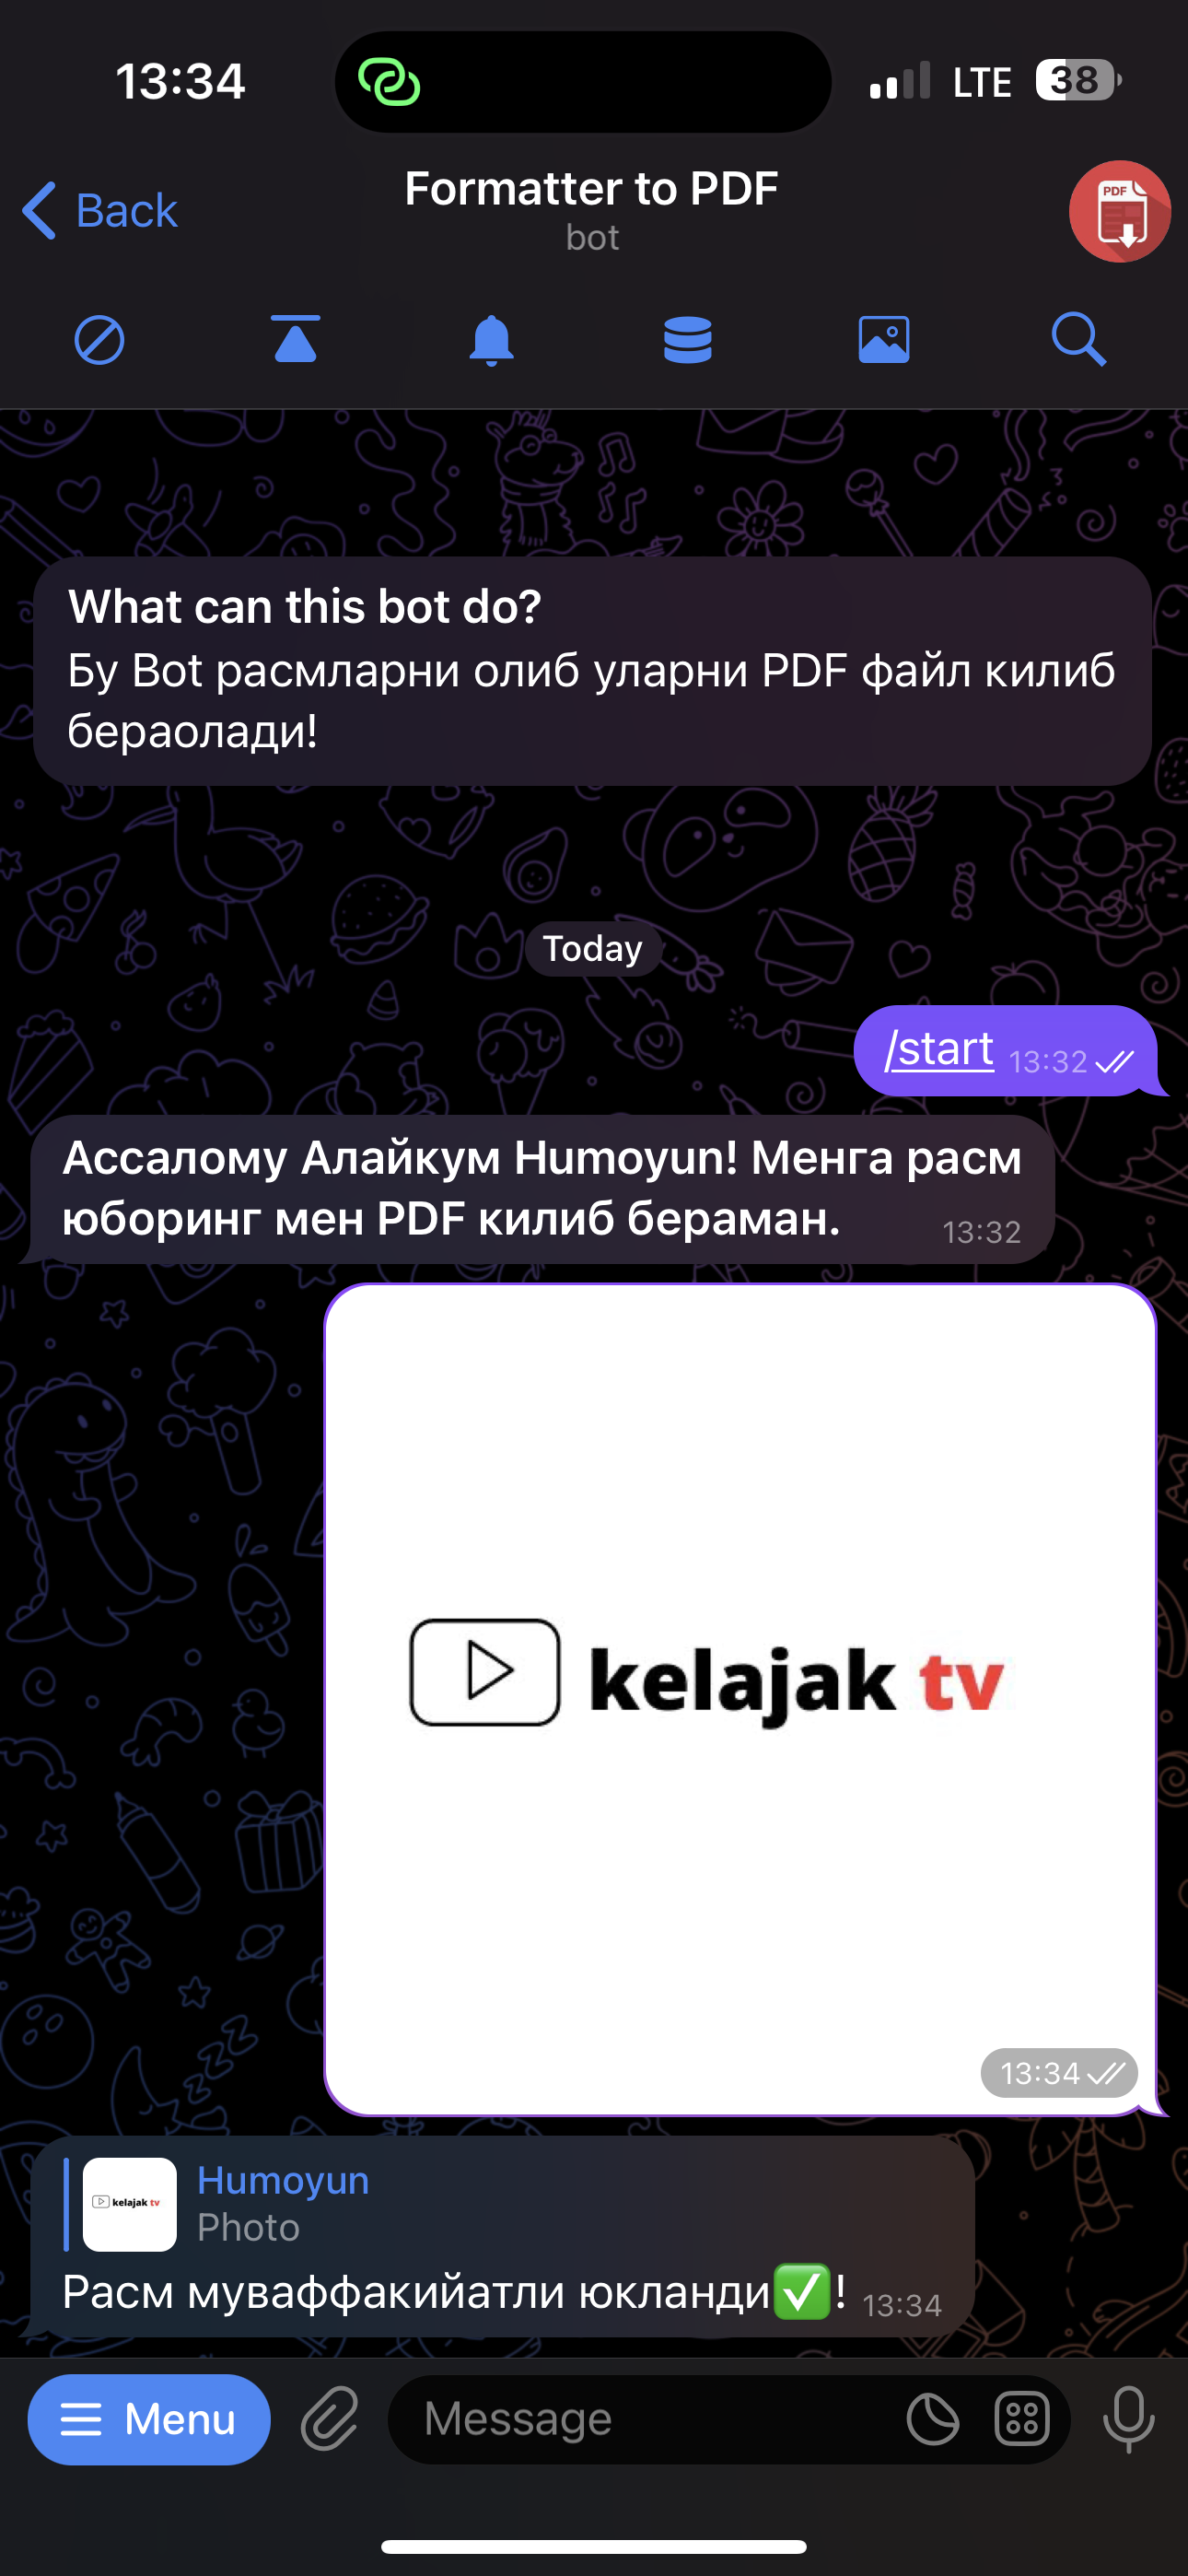 13:34
LTE
38
Back
Formatter to PDF
bot
PDF
What can this bot do?
Бу Bot расмларни олиб уларни PDF файл килиб
бераолади!
Today
/start 13:32
Ассалому Алайкум Humoyun! Менга расм
юборинг мен PDF килиб бераман.
13:32
kelajak tv
13:34
kelajak tv
Humoyun
Photo
Расм муваффакийатли юкланди✅! 13:34
Menu
Message